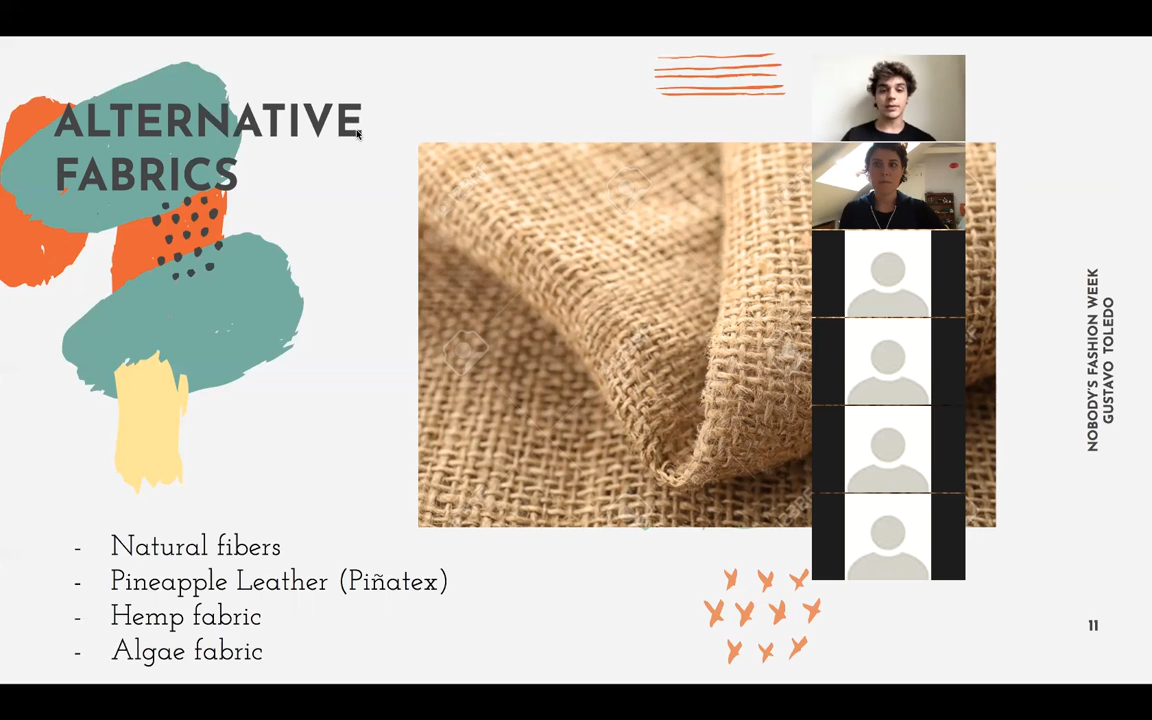 ALTERNATIVE
FABRICS
- Natural fibers
- Pineapple Leather (Piñatex)
- Hemp fabric
- Algae fabric
NOBODY'S FASHION WEEK
GUSTAVO TOLEDO
11